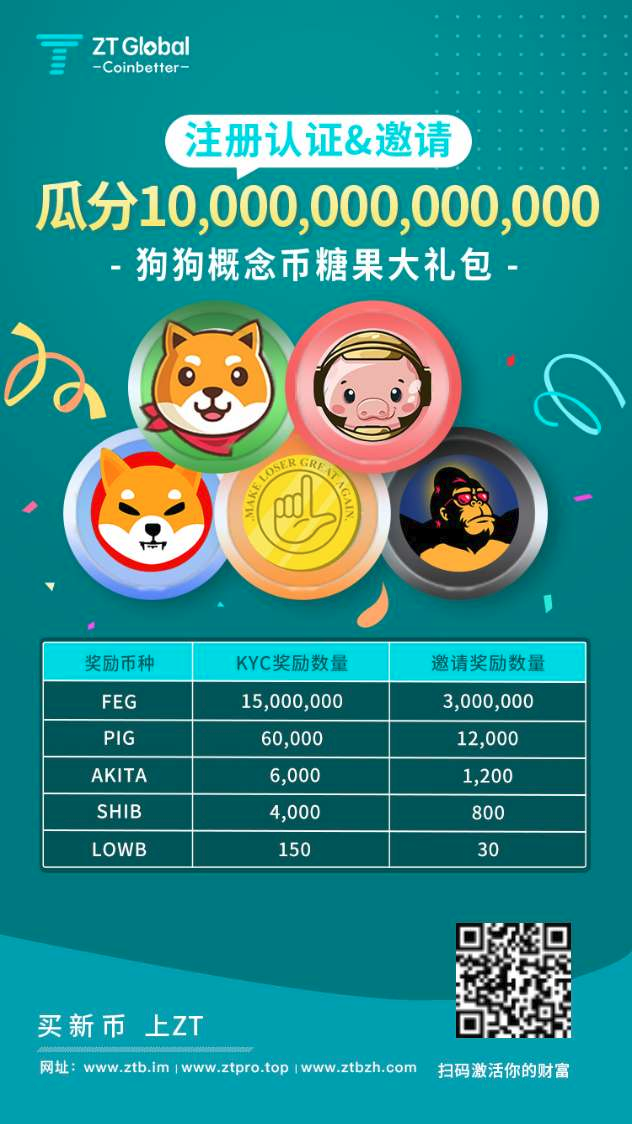 ZT Global
-Coinbetter-
注册认证&邀请
瓜分10,000,000,000,000
- 狗狗概念币糖果大礼包 -
.MAKE LOSER GREAT AGAIN.
奖励币种 KYC奖励数量 邀请奖励数量
FEG 15,000,000 3,000,000
PIG 60,000 12,000
AKITA 6,000 1,200
SHIB 4,000 800
LOWB 150 30
买新币 上ZT
网址：www.ztb.im | www.ztpro.top | www.ztbzh.com
扫码激活你的财富